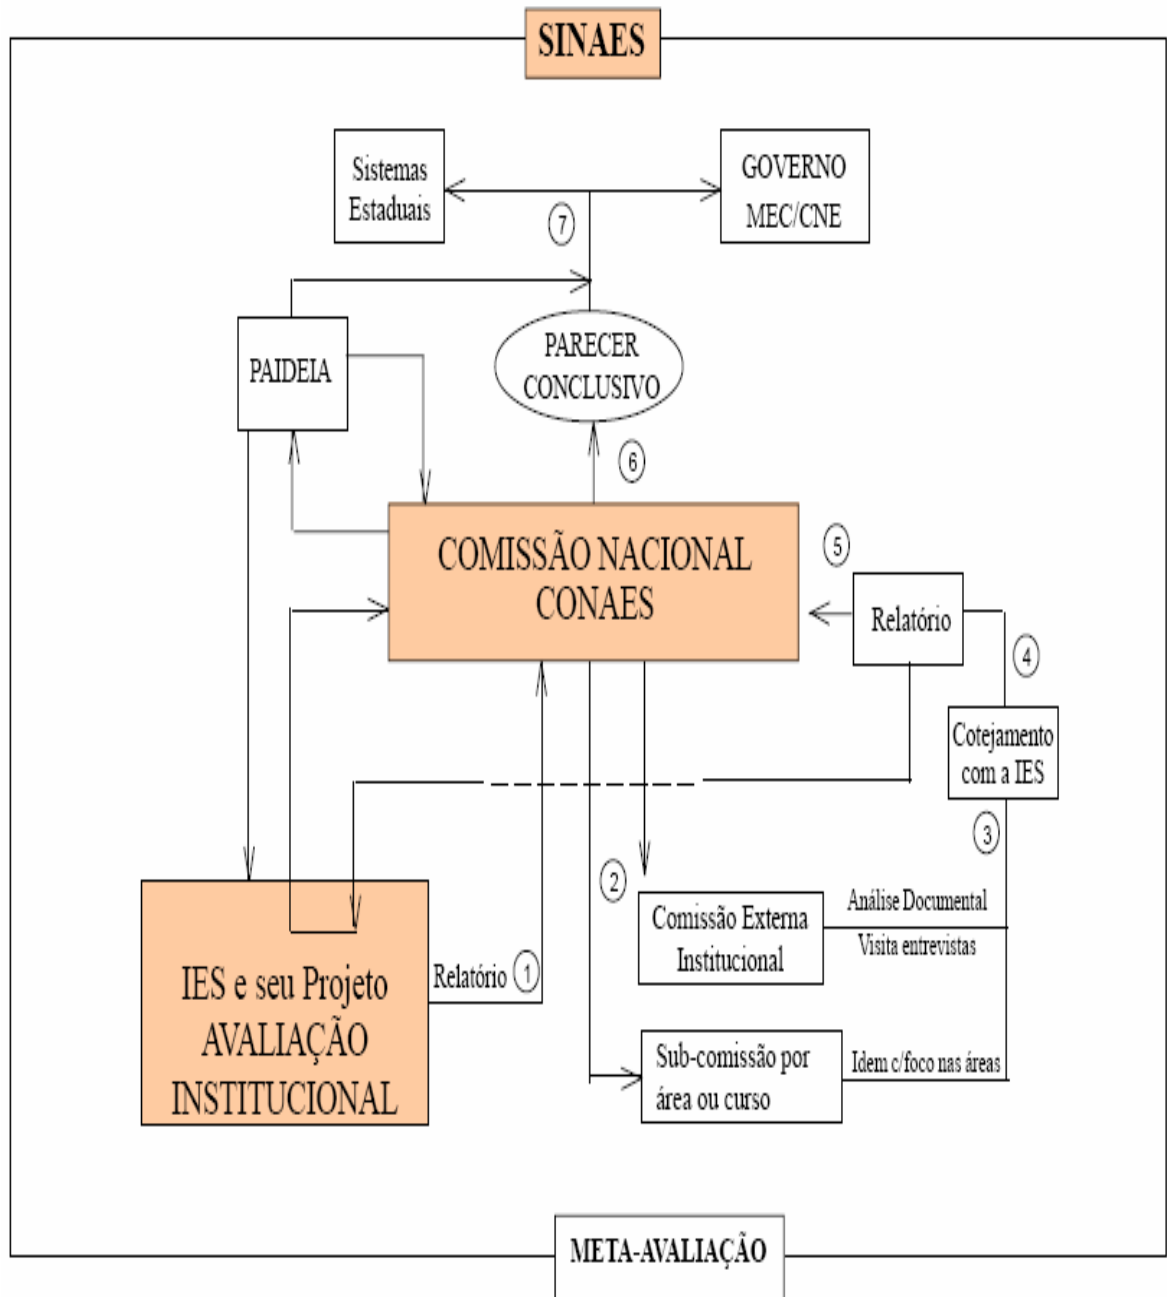 SINAES
Sistemas
Estaduais
GOVERNO
MEC/CNE
7
PAIDEIA
PARECER
CONCLUSIVO
6
COMISSÃO NACIONAL
CONAES
5
Relatório
4
Cotejamento
com a IES
3
2
Comissão Externa
Institucional
Análise Documental
Visita entrevistas
IES e seu Projeto
AVALIAÇÃO
INSTITUCIONAL
Relatório 1
Sub-comissão por
área ou curso
Idem c/foco nas áreas
META-AVALIAÇÃO